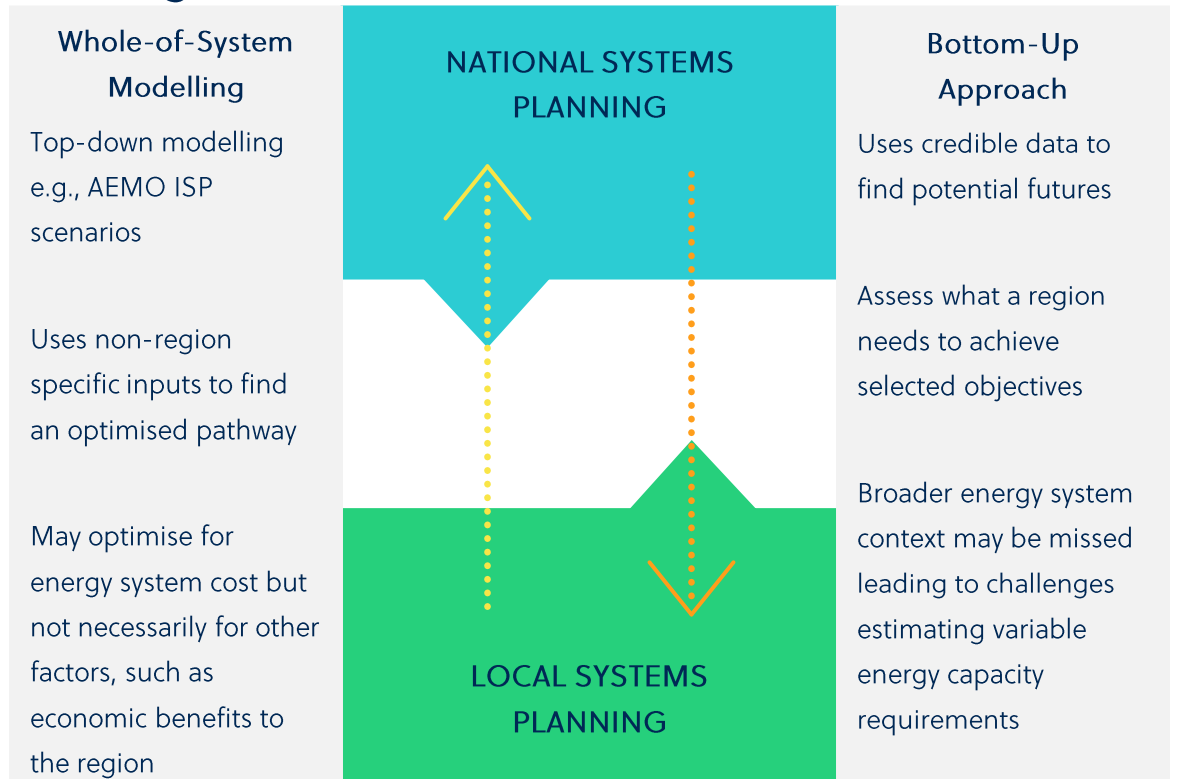 Whole-of-System
Modelling
Top-down modelling
e.g., AEMO ISP
scenarios
Uses non-region
specific inputs to find
an optimised pathway
May optimise for
energy system cost but
not necessarily for other
factors, such as
economic benefits to
the region
NATIONAL SYSTEMS
PLANNING
LOCAL SYSTEMS
PLANNING
Bottom-Up
Approach
Uses credible data to
find potential futures
Assess what a region
needs to achieve
selected objectives
Broader energy system
context may be missed
leading to challenges
estimating variable
energy capacity
requirements